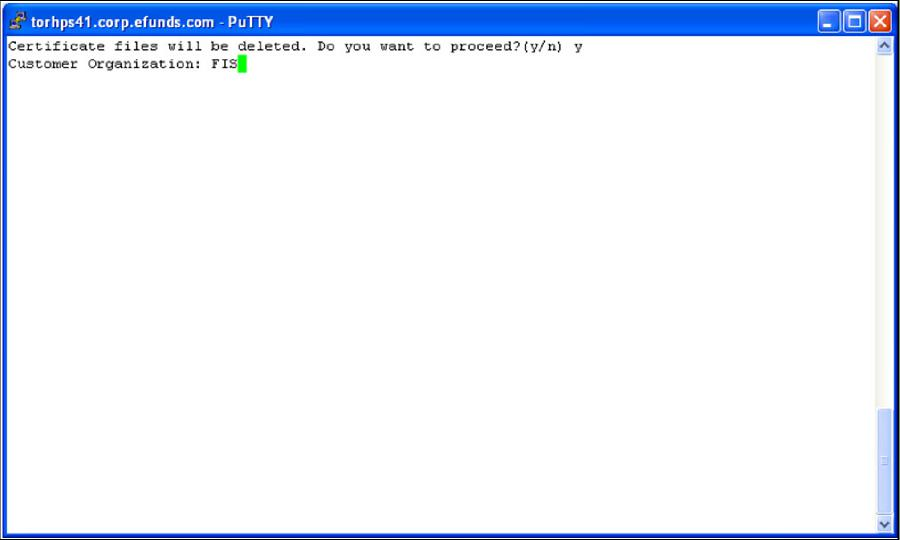 torhps41.corp.efunds.com - PuTTY
Certificate files will be deleted. Do you want to proceed?(y/n) y
Customer Organization: FIS